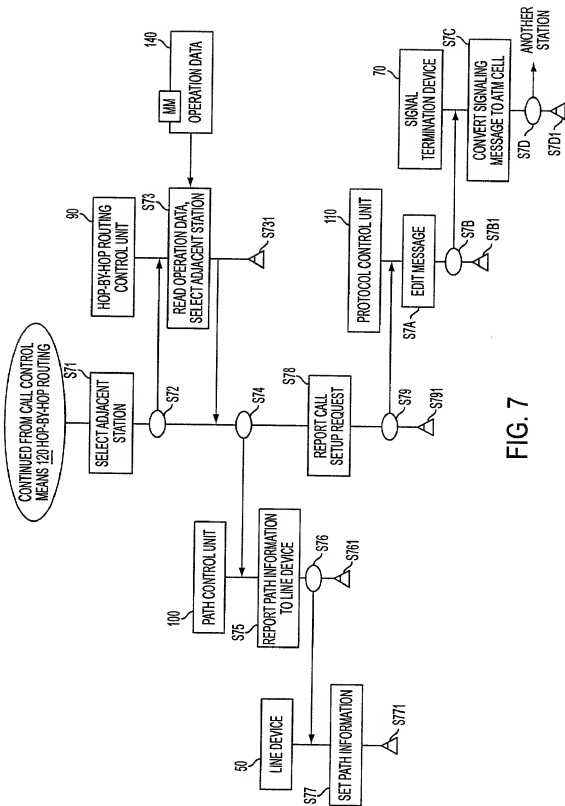 CONTINUED FROM CALL CONTROL
MEANS 120 HOP-BY-HOP ROUTING
S71
SELECT ADJACENT
STATION
S72
90
HOP-BY-HOP ROUTING
CONTROL UNIT
S73
READ OPERATION DATA,
SELECT ADJACENT STATION
S731
140
MM
OPERATION DATA
S74
100
PATH CONTROL UNIT
S75
REPORT PATH INFORMATION
TO LINE DEVICE
S76
S761
50
LINE DEVICE
S77
SET PATH INFORMATION
S771
S78
REPORT CALL
SETUP REQUEST
S79
S791
110
PROTOCOL CONTROL UNIT
S7A
EDIT MESSAGE
S7B
S7B1
70
SIGNAL
TERMINATION DEVICE
S7C
CONVERT SIGNALING
MESSAGE TO ATM CELL
S7D
ANOTHER
STATION
S7D1
FIG. 7